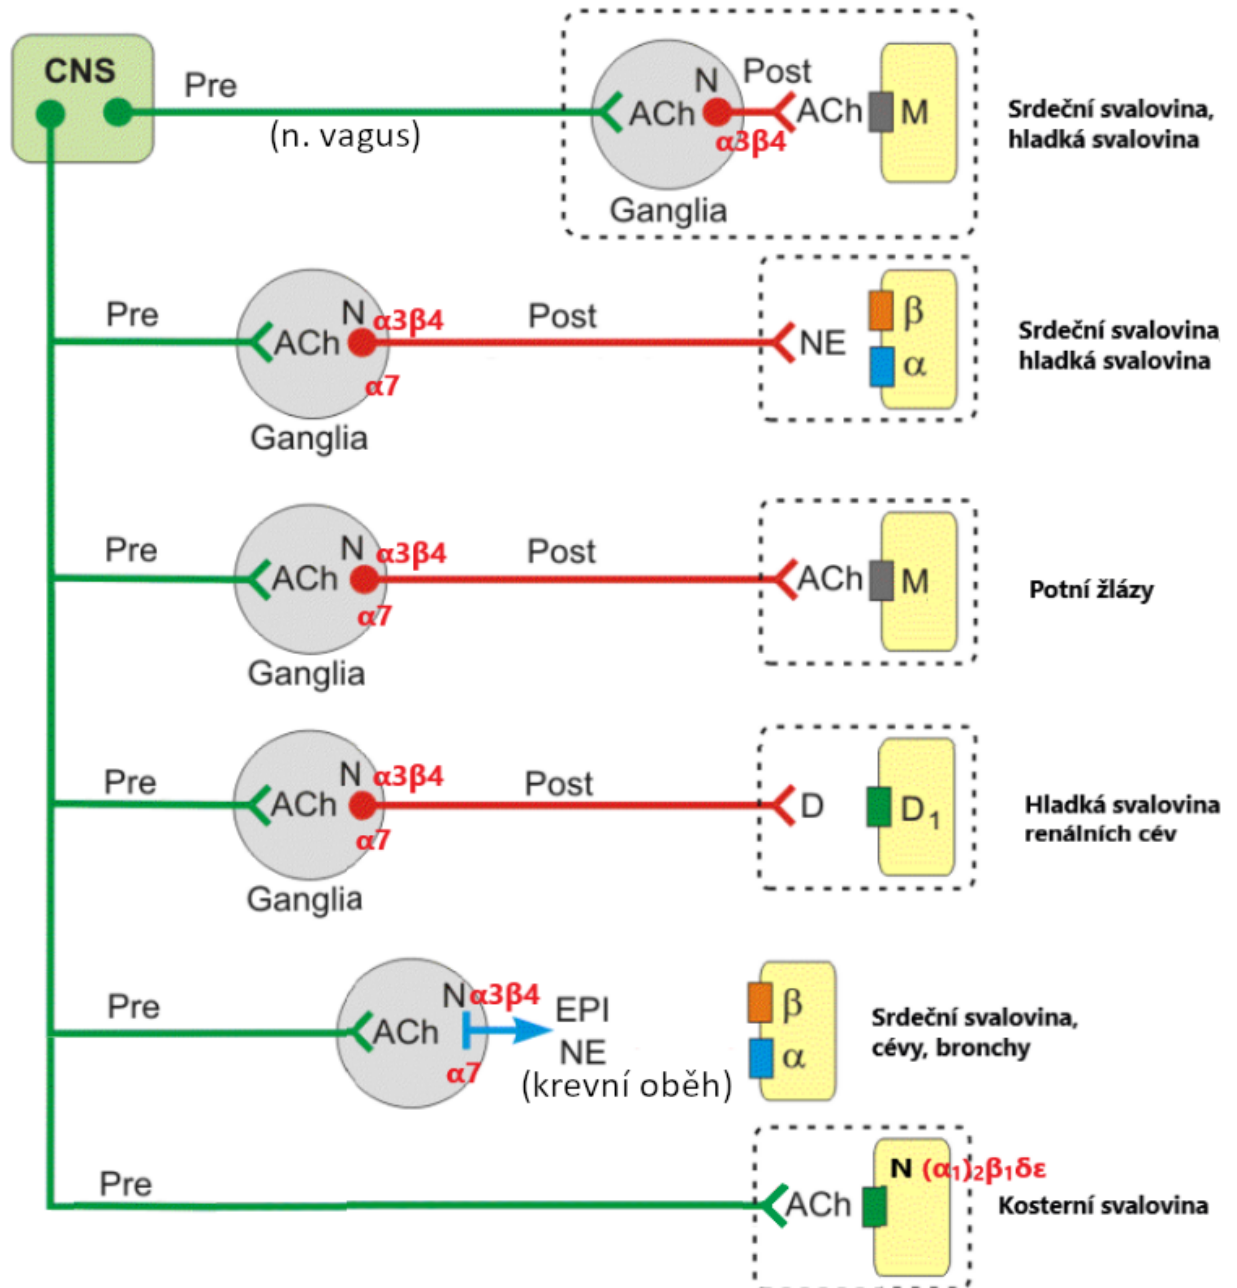 CNS
Pre
(n. vagus)
ACh
N
α3β4
Ganglia
Post
ACh
M
Srdeční svalovina,
hladká svalovina
Pre
ACh
N
α3β4
α7
Ganglia
Post
NE
β
α
Srdeční svalovina
hladká svalovina
Pre
ACh
N
α3β4
α7
Ganglia
Post
ACh
M
Potní žlázy
Pre
ACh
N
α3β4
α7
Ganglia
Post
D
D₁
Hladká svalovina
renálních cév
Pre
ACh
N
α3β4
α7
EPI
NE
(krevní oběh)
β
α
Srdeční svalovina,
cévy, bronchy
Pre
ACh
N (α₁)₂β₁δε
Kosterní svalovina